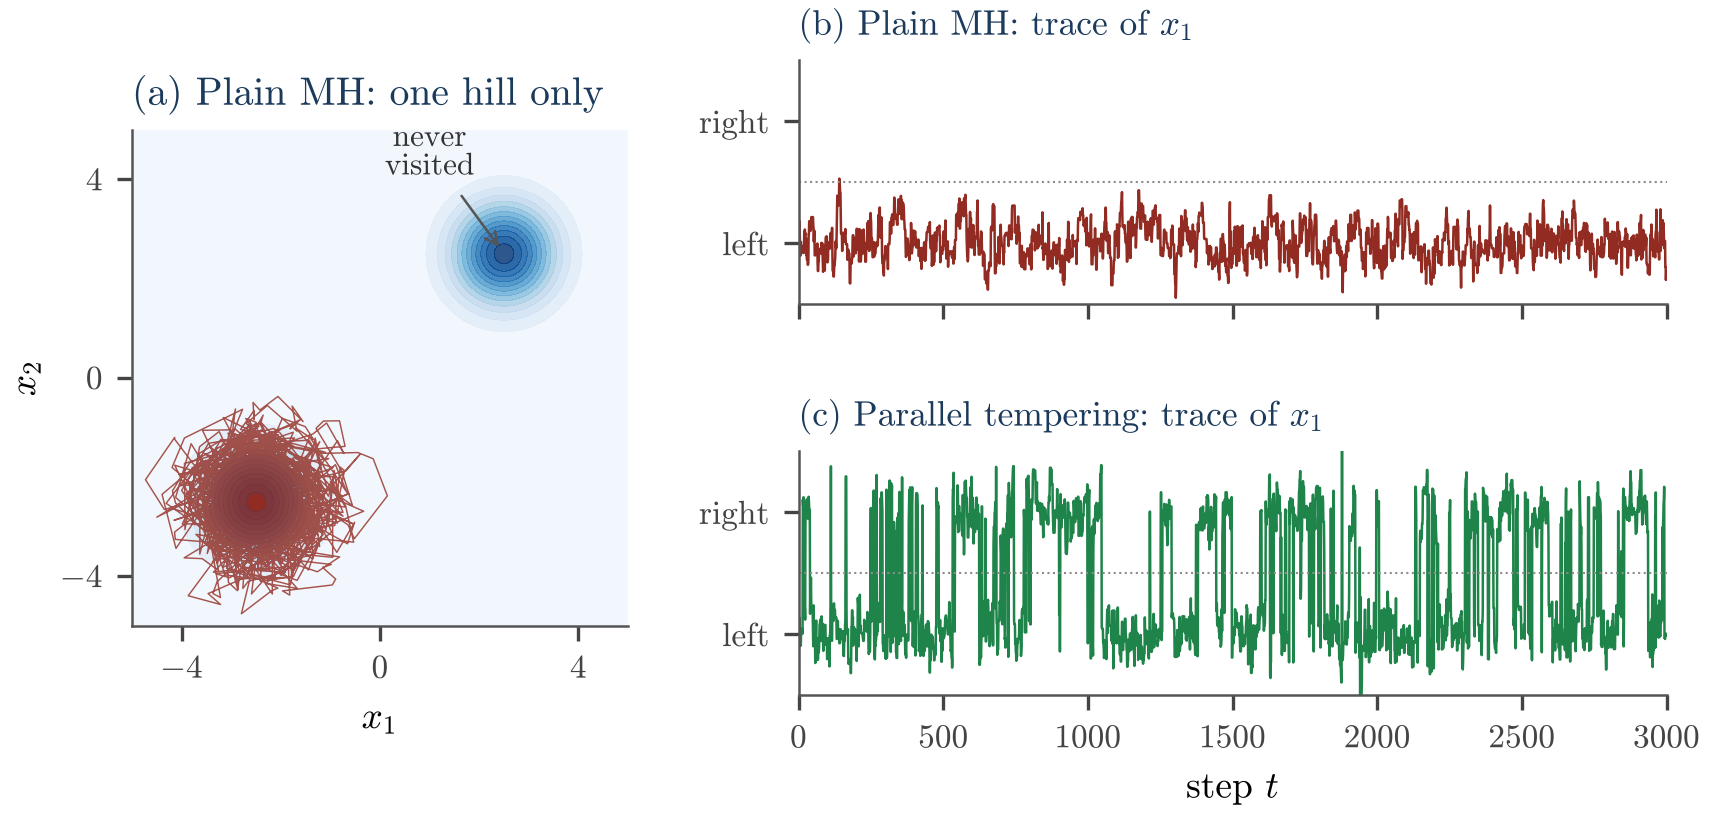 (a) Plain MH: one hill only
never
visited
4
0
−4
x₂
−4 0 4
x₁
(b) Plain MH: trace of x₁
right
left
(c) Parallel tempering: trace of x₁
right
left
0 500 1000 1500 2000 2500 3000
step t